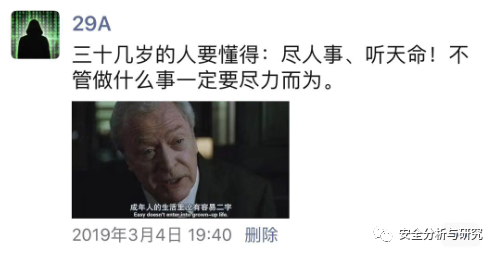 29A
三十几岁的人要懂得：尽人事、听天命！不
管做什么事一定要尽力而为。
成年人的生活里没有容易二字
Easy doesn't enter into grown-up life.
2019年3月4日 19:40 删除
安全分析与研究